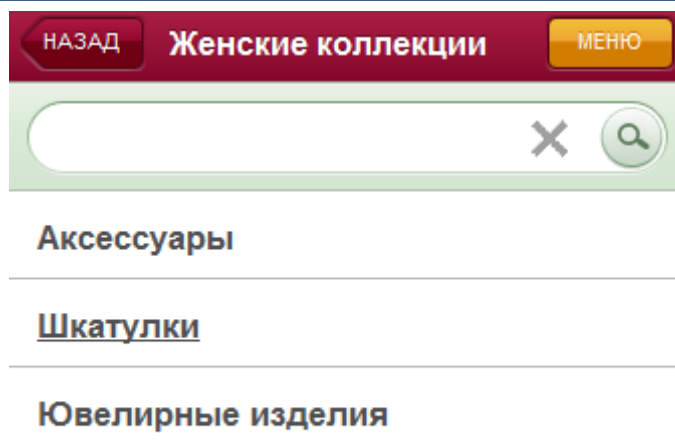 НАЗАД Женские коллекции МЕНЮ
Аксессуары
Шкатулки
Ювелирные изделия